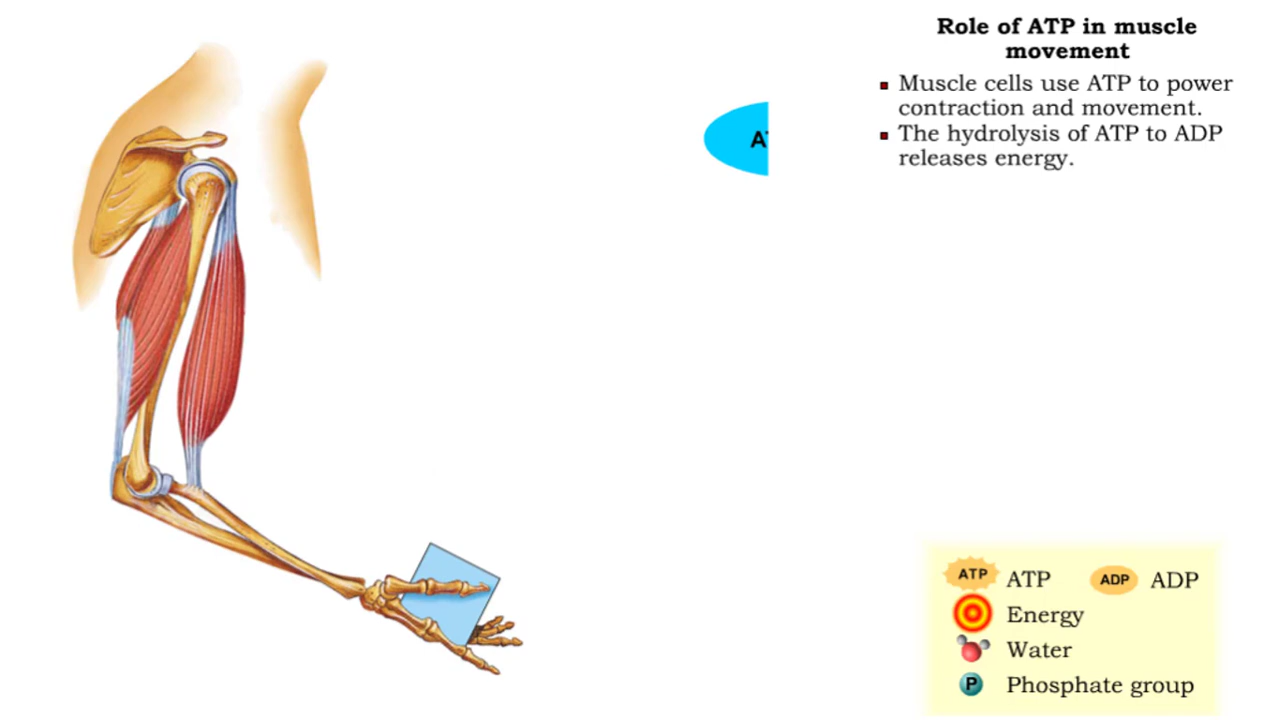 Role of ATP in muscle
movement
Muscle cells use ATP to power
contraction and movement.
The hydrolysis of ATP to ADP
releases energy.
ATP ATP ADP ADP
Energy
Water
P Phosphate group